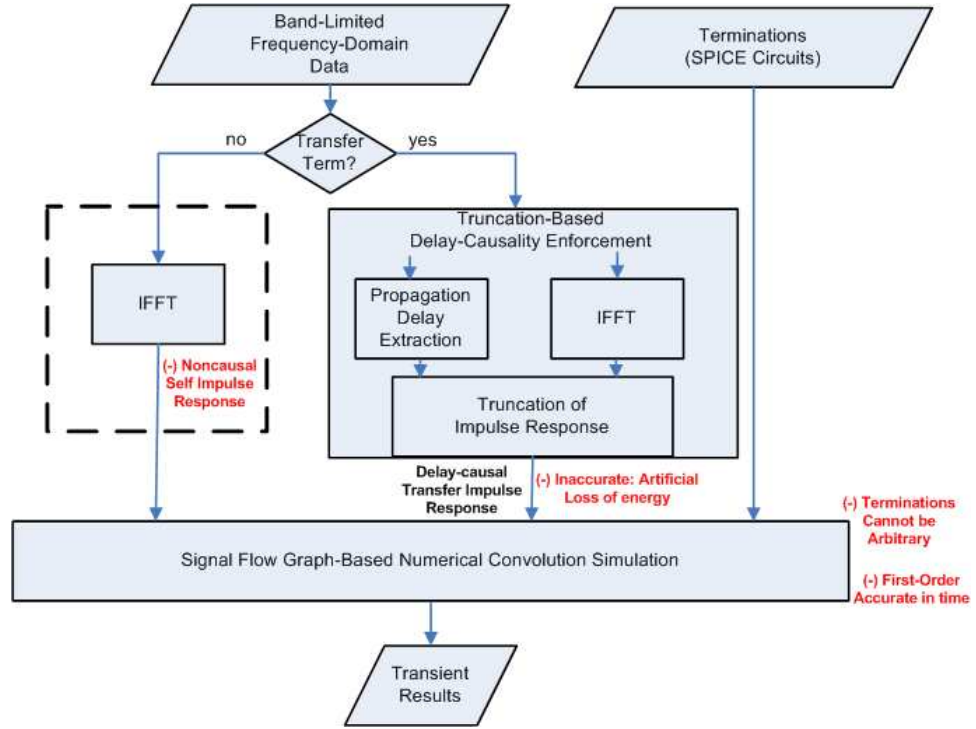 Band-Limited
Frequency-Domain
Data
Terminations
(SPICE Circuits)
no
Transfer
Term?
yes
Truncation-Based
Delay-Causality Enforcement
IFFT
Propagation
Delay
Extraction
IFFT
(-) Noncausal
Self Impulse
Response
Truncation of
Impulse Response
Delay-causal
Transfer Impulse
Response
(-) Inaccurate: Artificial
Loss of energy
(-) Terminations
Cannot be
Arbitrary
Signal Flow Graph-Based Numerical Convolution Simulation
(-) First-Order
Accurate in time
Transient
Results